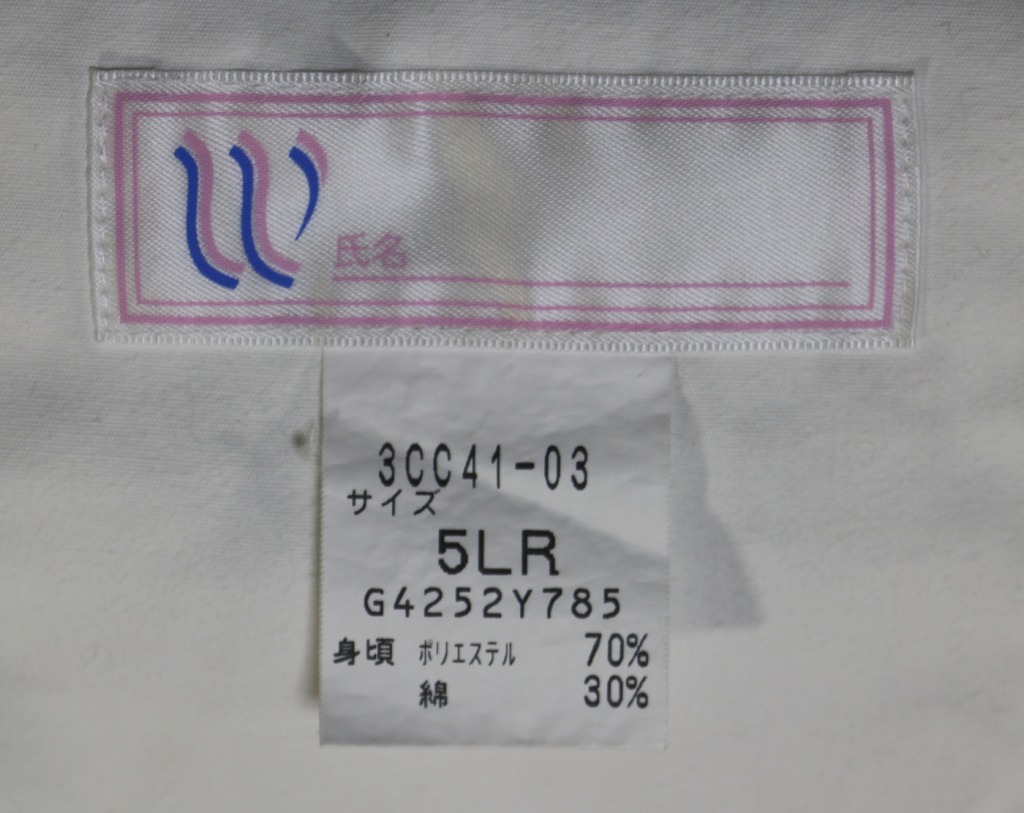 氏名
3CC41-03
サイズ
5LR
G4252Y785
身頃 ポリエステル 70%
綿 30%